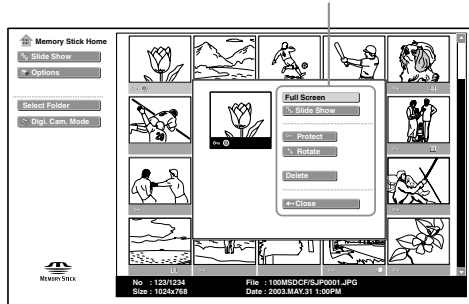 Memory Stick Home
Slide Show
Options
Select Folder
Digi. Cam. Mode
Full Screen
Slide Show
Protect
Rotate
Delete
Close
MEMORY STICK
No : 123/1234
File : 100MSDCF/SJP0001.JPG
Size : 1024x768
Date : 2003.MAY.31 1:00PM